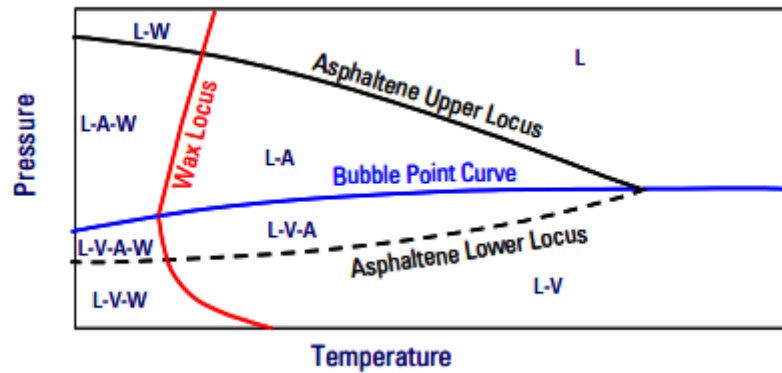 L-W
L
Asphaltene Upper Locus
L-A-W
Wax Locus
Pressure
L-A
Bubble Point Curve
L-V-A-W
L-V-A
Asphaltene Lower Locus
L-V-W
L-V
Temperature